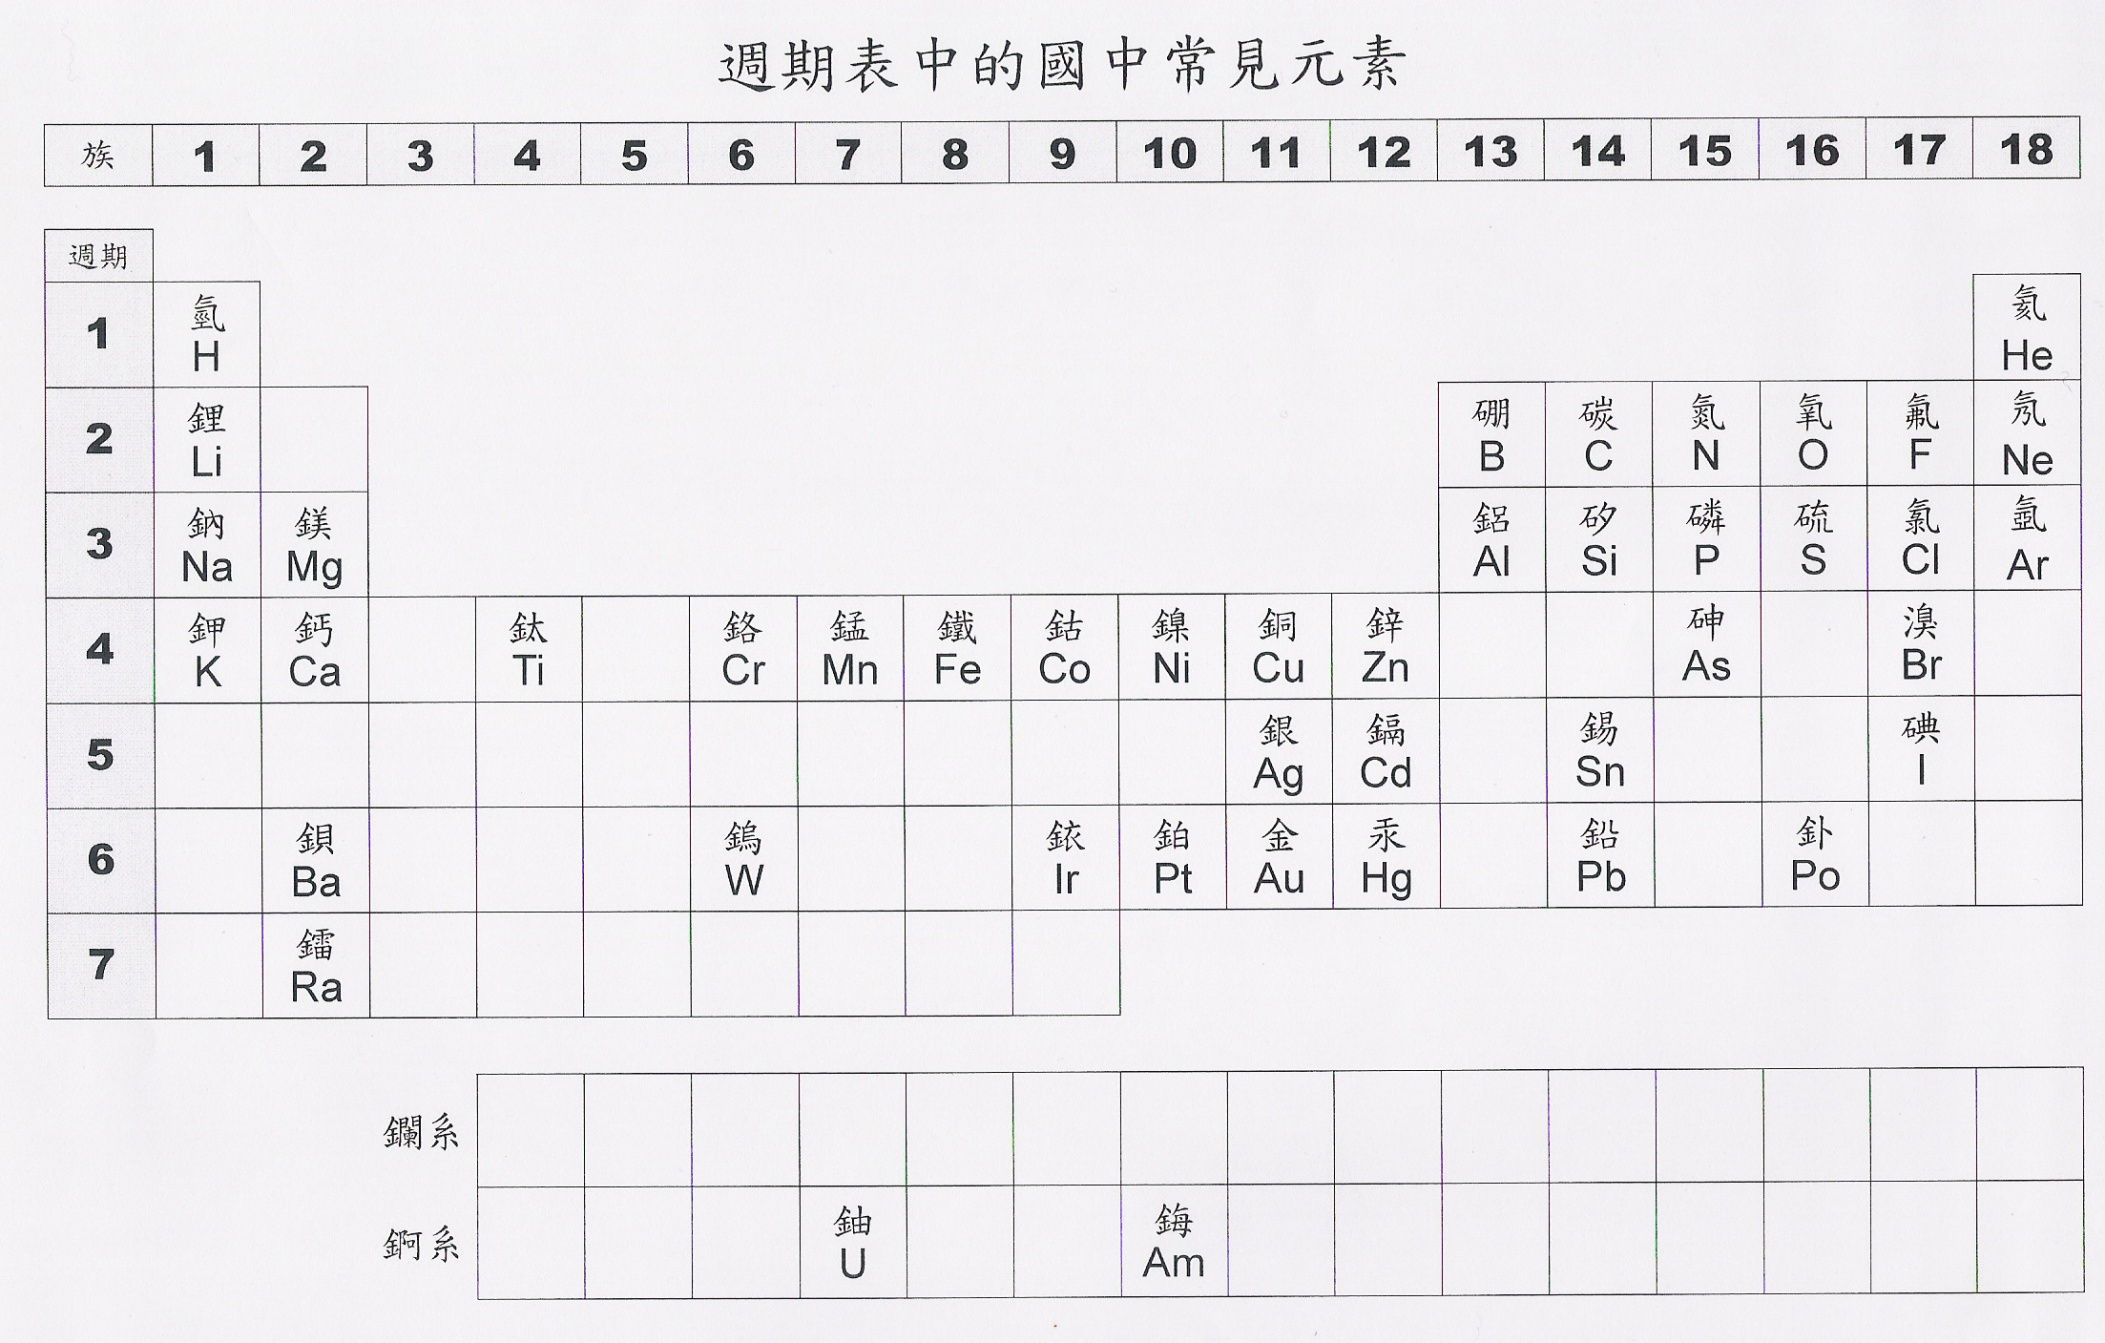 週期表中的國中常見元素
族 1 2 3 4 5 6 7 8 9 10 11 12 13 14 15 16 17 18
週期
1 氫 氦
H He
2 鋰 硼 碳 氮 氧 氟 氖
Li B C N O F Ne
3 鈉 鎂 鋁 矽 磷 硫 氯 氬
Na Mg Al Si P S Cl Ar
4 鉀 鈣 鈦 鉻 錳 鐵 鈷 鎳 銅 鋅 砷 溴
K Ca Ti Cr Mn Fe Co Ni Cu Zn As Br
5 銀 鎘 錫 碘
Ag Cd Sn I
6 鋇 鎢 銥 鉑 金 汞 鉛 釙
Ba W Ir Pt Au Hg Pb Po
7 鐳
Ra
鑭系
錒系 鈾 鋂
U Am